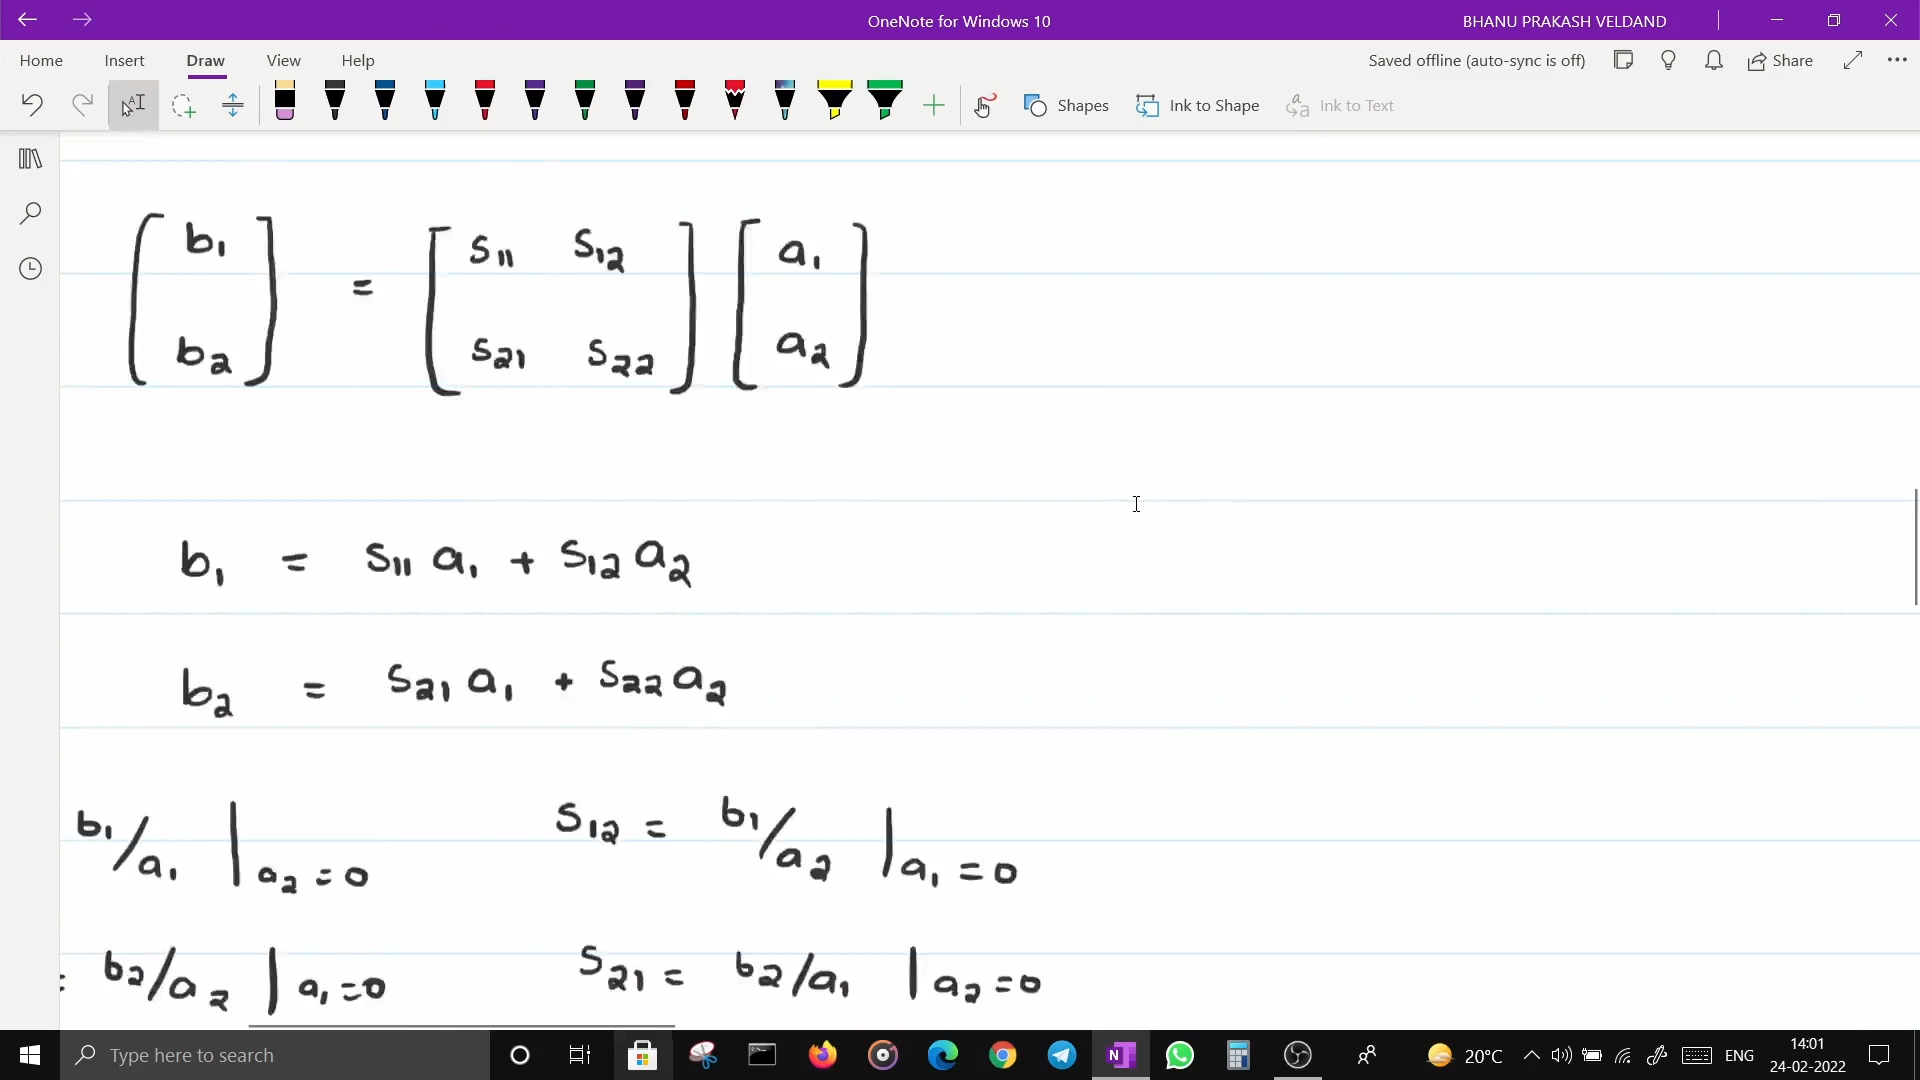 OneNote for Windows 10
BHANU PRAKASH VELDAND
Home Insert Draw View Help
Saved offline (auto-sync is off) Share
Shapes Ink to Shape Ink to Text
[b₁ b₂] = [S₁₁ S₁₂ S₂₁ S₂₂] [a₁ a₂]
b₁ = S₁₁ a₁ + S₁₂ a₂
b₂ = S₂₁ a₁ + S₂₂ a₂
b₁/a₁ | a₂ = 0 S₁₂ = b₁/a₂ | a₁ = 0
= b₂/a₂ | a₁ = 0 S₂₁ = b₂/a₁ | a₂ = 0
Type here to search
20°C
ENG
14:01
24-02-2022